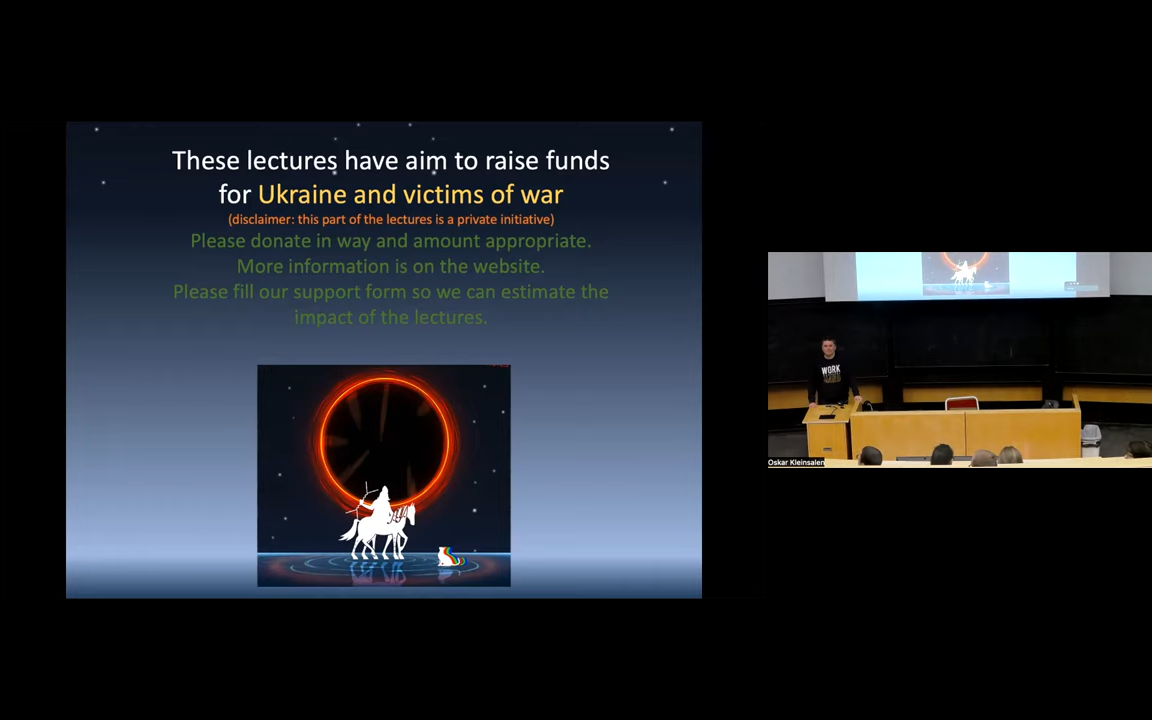 These lectures have aim to raise funds
for Ukraine and victims of war
(disclaimer: this part of the lectures is a private initiative)
Please donate in way and amount appropriate.
More information is on the website.
Please fill our support form so we can estimate the
impact of the lectures.
WORK
Oskar Kleinsalen